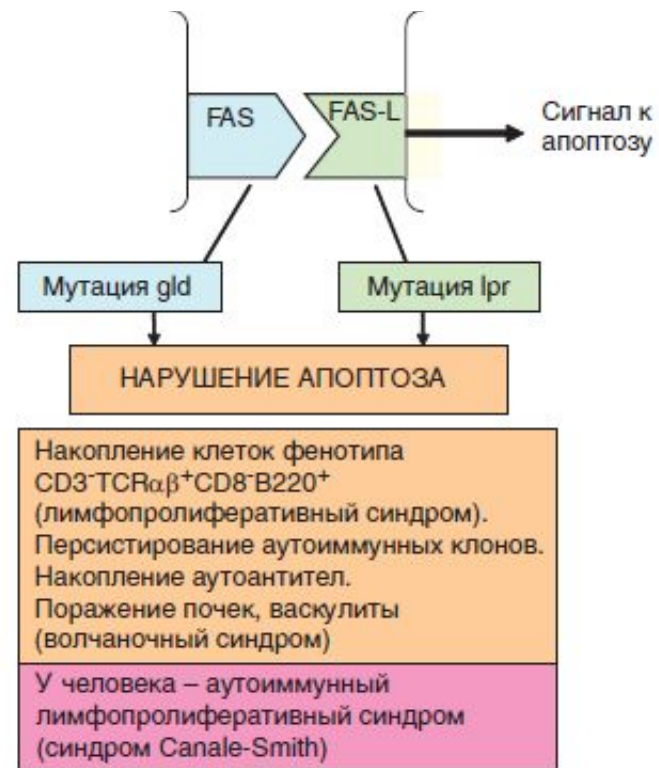 FAS
FAS-L
Сигнал к
апоптозу
Мутация gld
Мутация lpr
НАРУШЕНИЕ АПОПТОЗА
Накопление клеток фенотипа
CD3⁻TCRαβ⁺CD8⁻B220⁺
(лимфопролиферативный синдром).
Персистирование аутоиммунных клонов.
Накопление аутоантител.
Поражение почек, васкулиты
(волчаночный синдром)
У человека – аутоиммунный
лимфопролиферативный синдром
(синдром Canale-Smith)